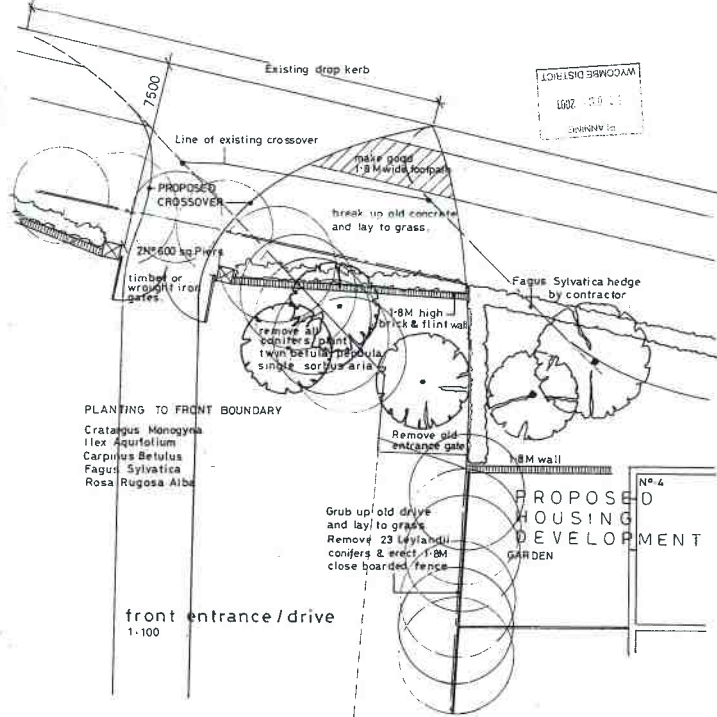 Existing drop kerb
WYCOMBE DISTRICT
2001
PLANNING
7500
Line of existing crossover
make good
1·8M wide footpath
PROPOSED
CROSSOVER
break up old concrete
and lay to grass.
2Nº 600 sq.Piers
timber or
wrought iron
gates.
Fagus Sylvatica hedge
by contractor
1·8M high
brick & flint wall
remove all
conifers plant
twin betula pendula
single sorbus aria
PLANTING TO FRONT BOUNDARY
Crataegus Monogyna
Ilex Aquifolium
Carpinus Betulus
Fagus Sylvatica
Rosa Rugosa Alba
Remove old
entrance gate
1·8M wall
Nº·4
PROPOSED
HOUSING
DEVELOPMENT
GARDEN
Grub up old drive
and lay to grass
Remove 23 Leylandii
conifers & erect 1·8M
close boarded fence
front entrance/drive
1·100